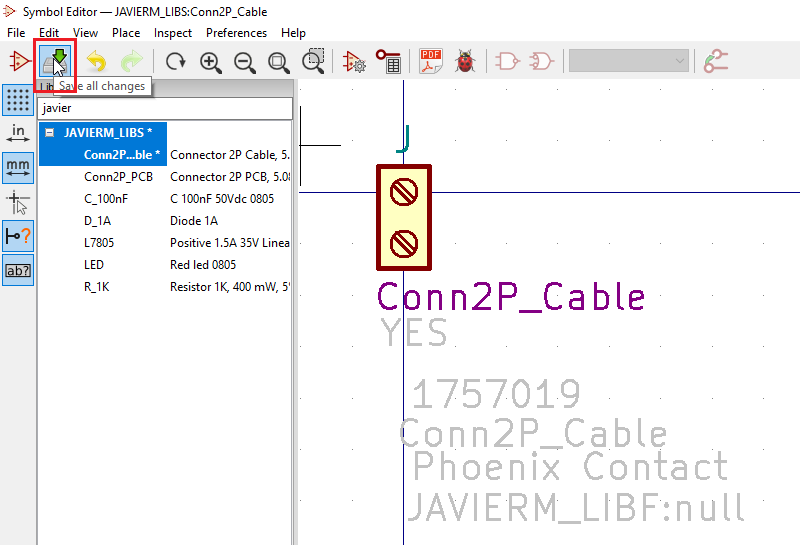 Symbol Editor — JAVIERM_LIBS:Conn2P_Cable
File Edit View Place Inspect Preferences Help
PDF
Save all changes
Lib
in
javier
mm
JAVIERM_LIBS *
Conn2P...ble * Connector 2P Cable, 5.
Conn2P_PCB Connector 2P PCB, 5.08
C_100nF C 100nF 50Vdc 0805
D_1A Diode 1A
L7805 Positive 1.5A 35V Linea
LED Red led 0805
R_1K Resistor 1K, 400 mW, 5%
?
ab?
J
Conn2P_Cable
YES
1757019
Conn2P_Cable
Phoenix Contact
JAVIERM_LIBF:null